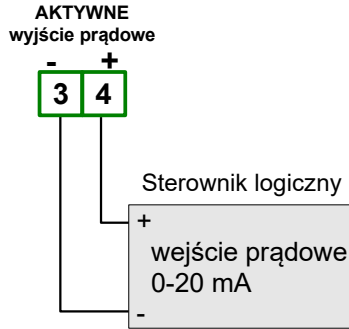 AKTYWNE
wyjście prądowe
- +
3 4
Sterownik logiczny
+
wejście prądowe
0-20 mA
-